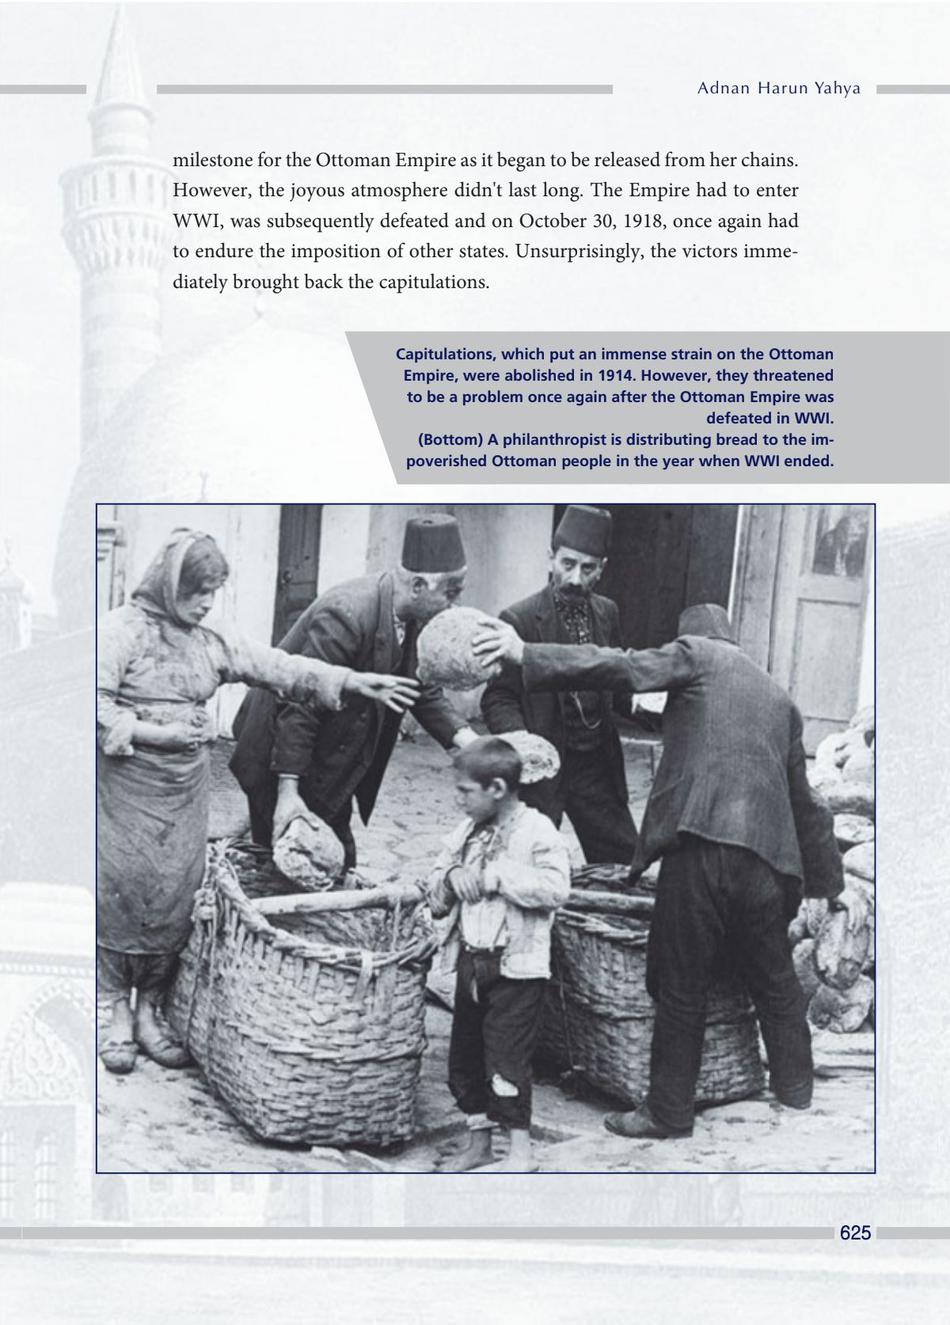 Adnan Harun Yahya
milestone for the Ottoman Empire as it began to be released from her chains.
However, the joyous atmosphere didn't last long. The Empire had to enter
WWI, was subsequently defeated and on October 30, 1918, once again had
to endure the imposition of other states. Unsurprisingly, the victors imme-
diately brought back the capitulations.
Capitulations, which put an immense strain on the Ottoman
Empire, were abolished in 1914. However, they threatened
to be a problem once again after the Ottoman Empire was
defeated in WWI.
(Bottom) A philanthropist is distributing bread to the im-
poverished Ottoman people in the year when WWI ended.
625